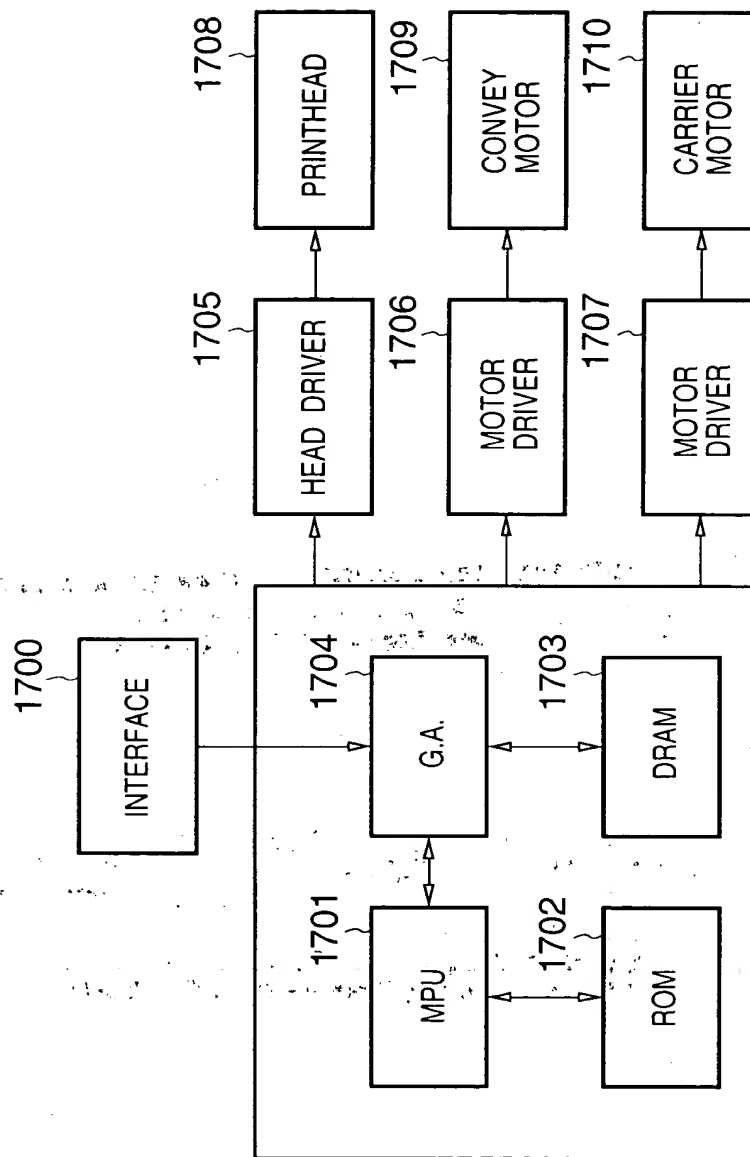 1700
INTERFACE
1701
MPU
1704
G.A.
1702
ROM
1703
DRAM
1705
HEAD DRIVER
1708
PRINTHEAD
1706
MOTOR
DRIVER
1709
CONVEY
MOTOR
1707
MOTOR
DRIVER
1710
CARRIER
MOTOR